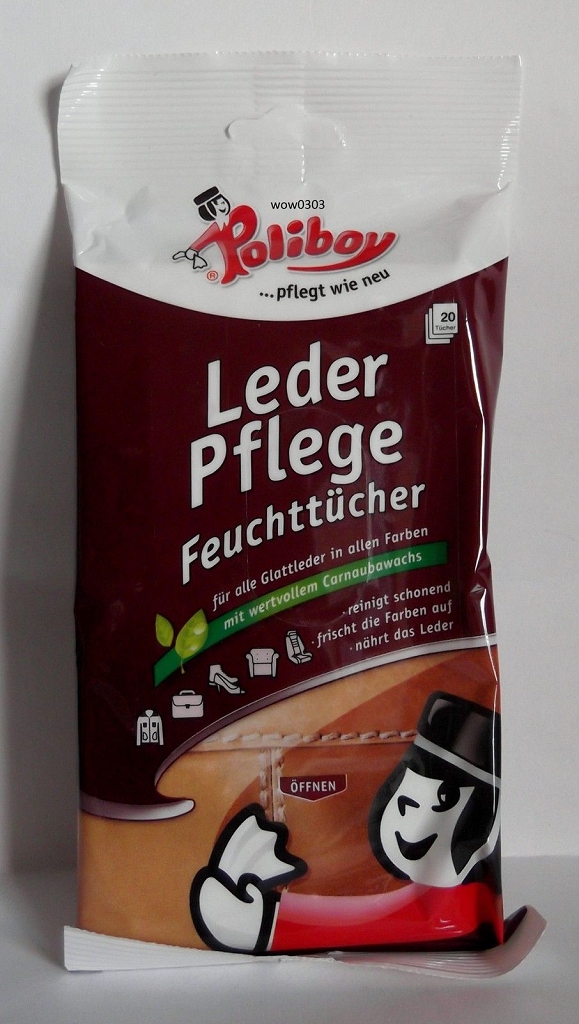 wow0303
Poliboy
®
...pflegt wie neu
20
Tücher
Leder
Pflege
Feuchttücher
für alle Glattleder in allen Farben
mit wertvollem Carnaubawachs
· reinigt schonend
· frischt die Farben auf
· nährt das Leder
ÖFFNEN